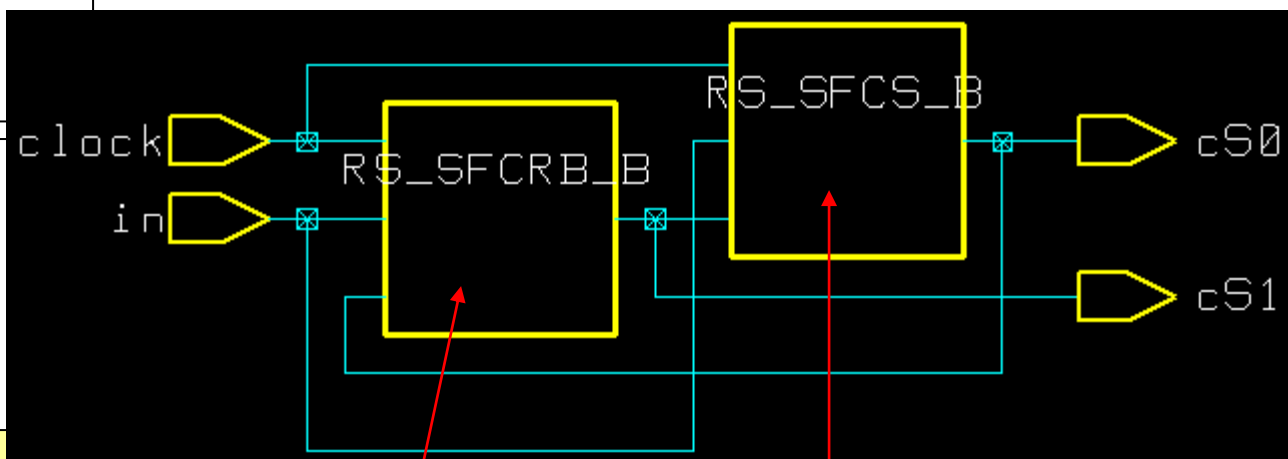 RS_SFCS_B
clock
RS_SFCRB_B
cS0
in
cS1